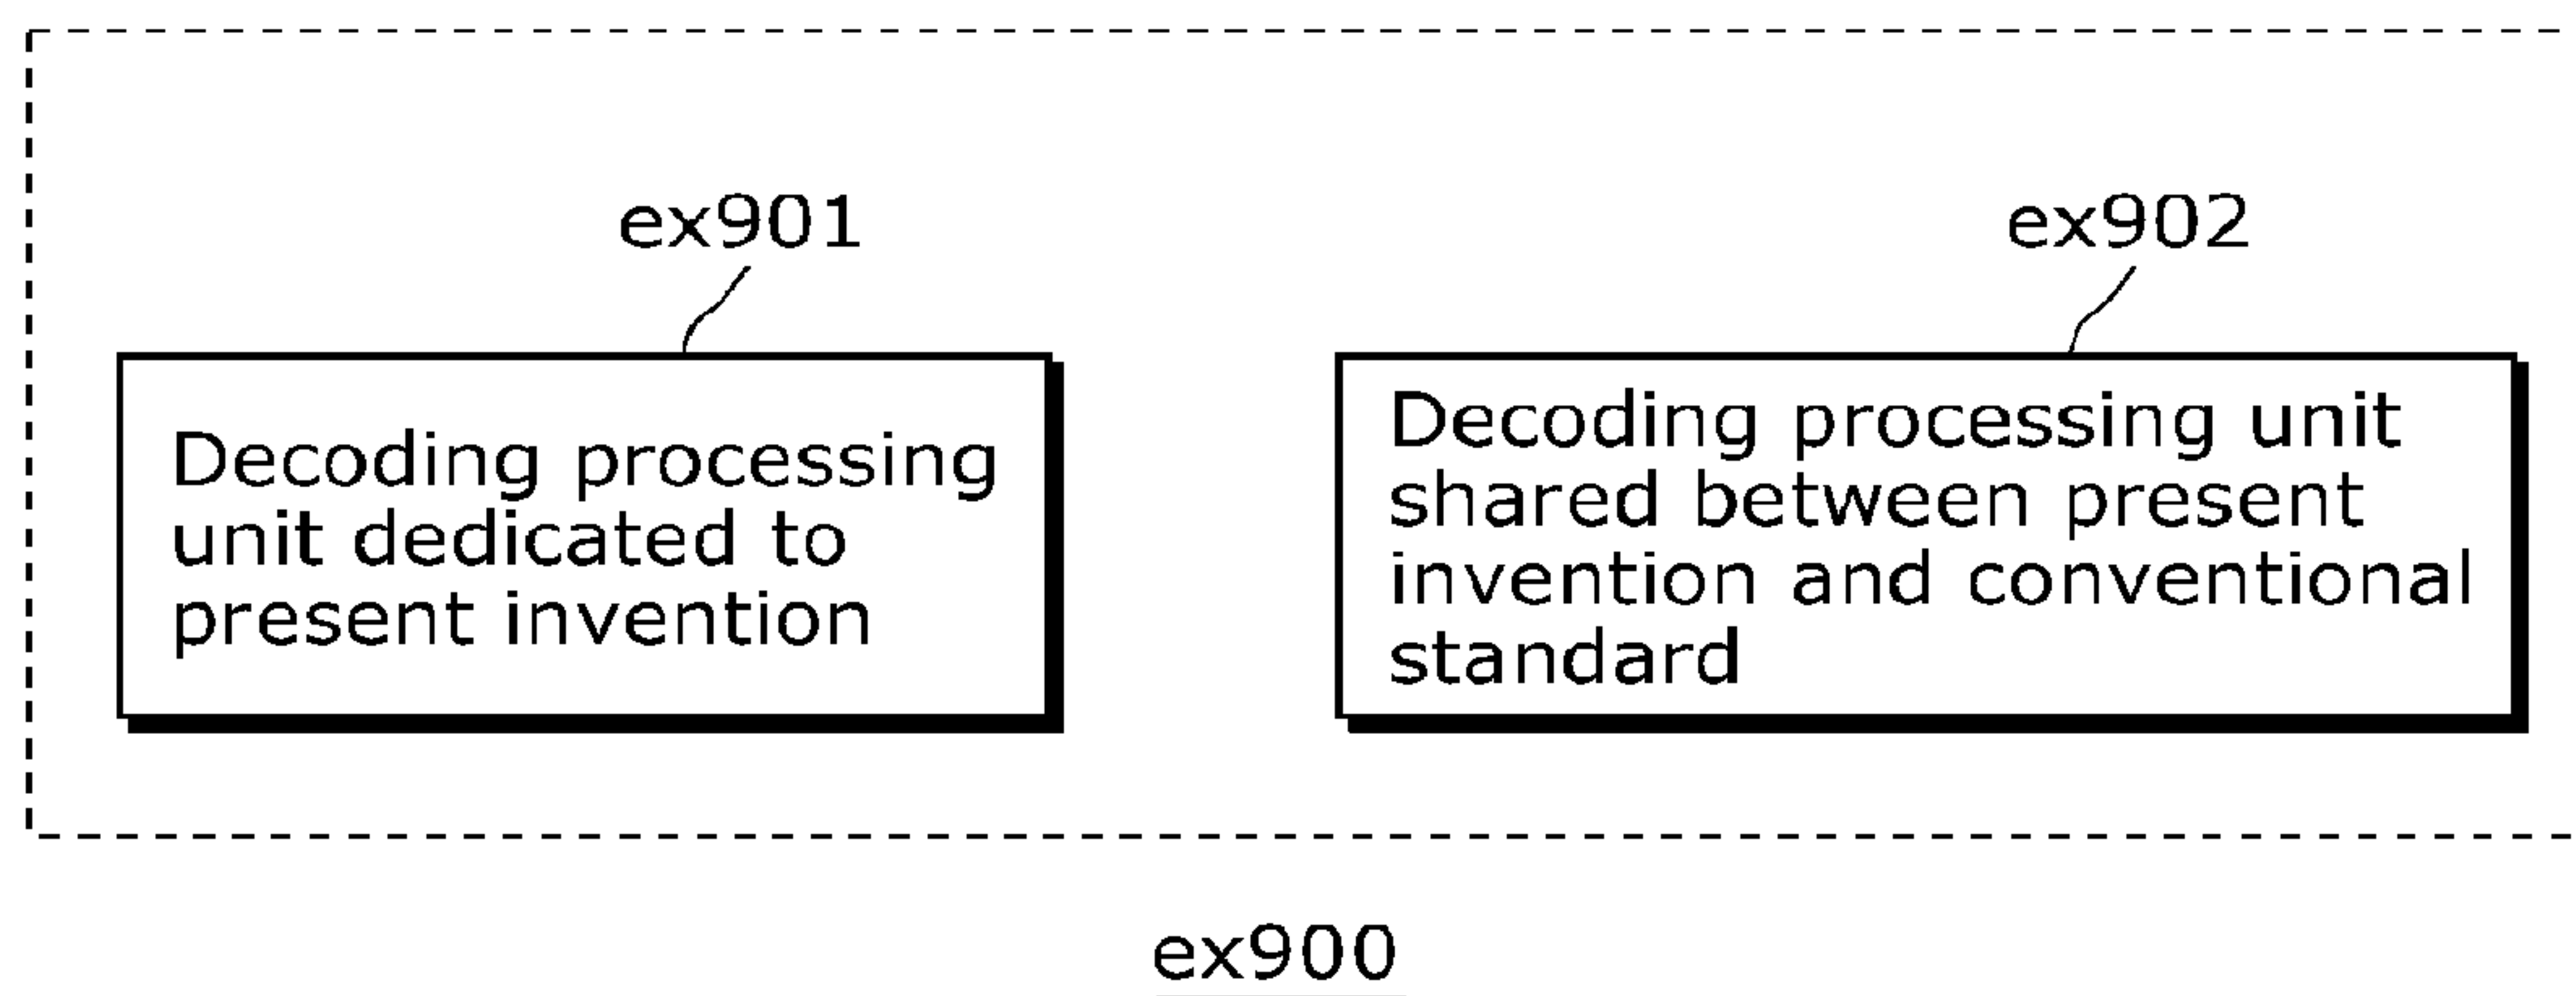 ex901
Decoding processing
unit dedicated to
present invention
ex902
Decoding processing unit
shared between present
invention and conventional
standard
ex900